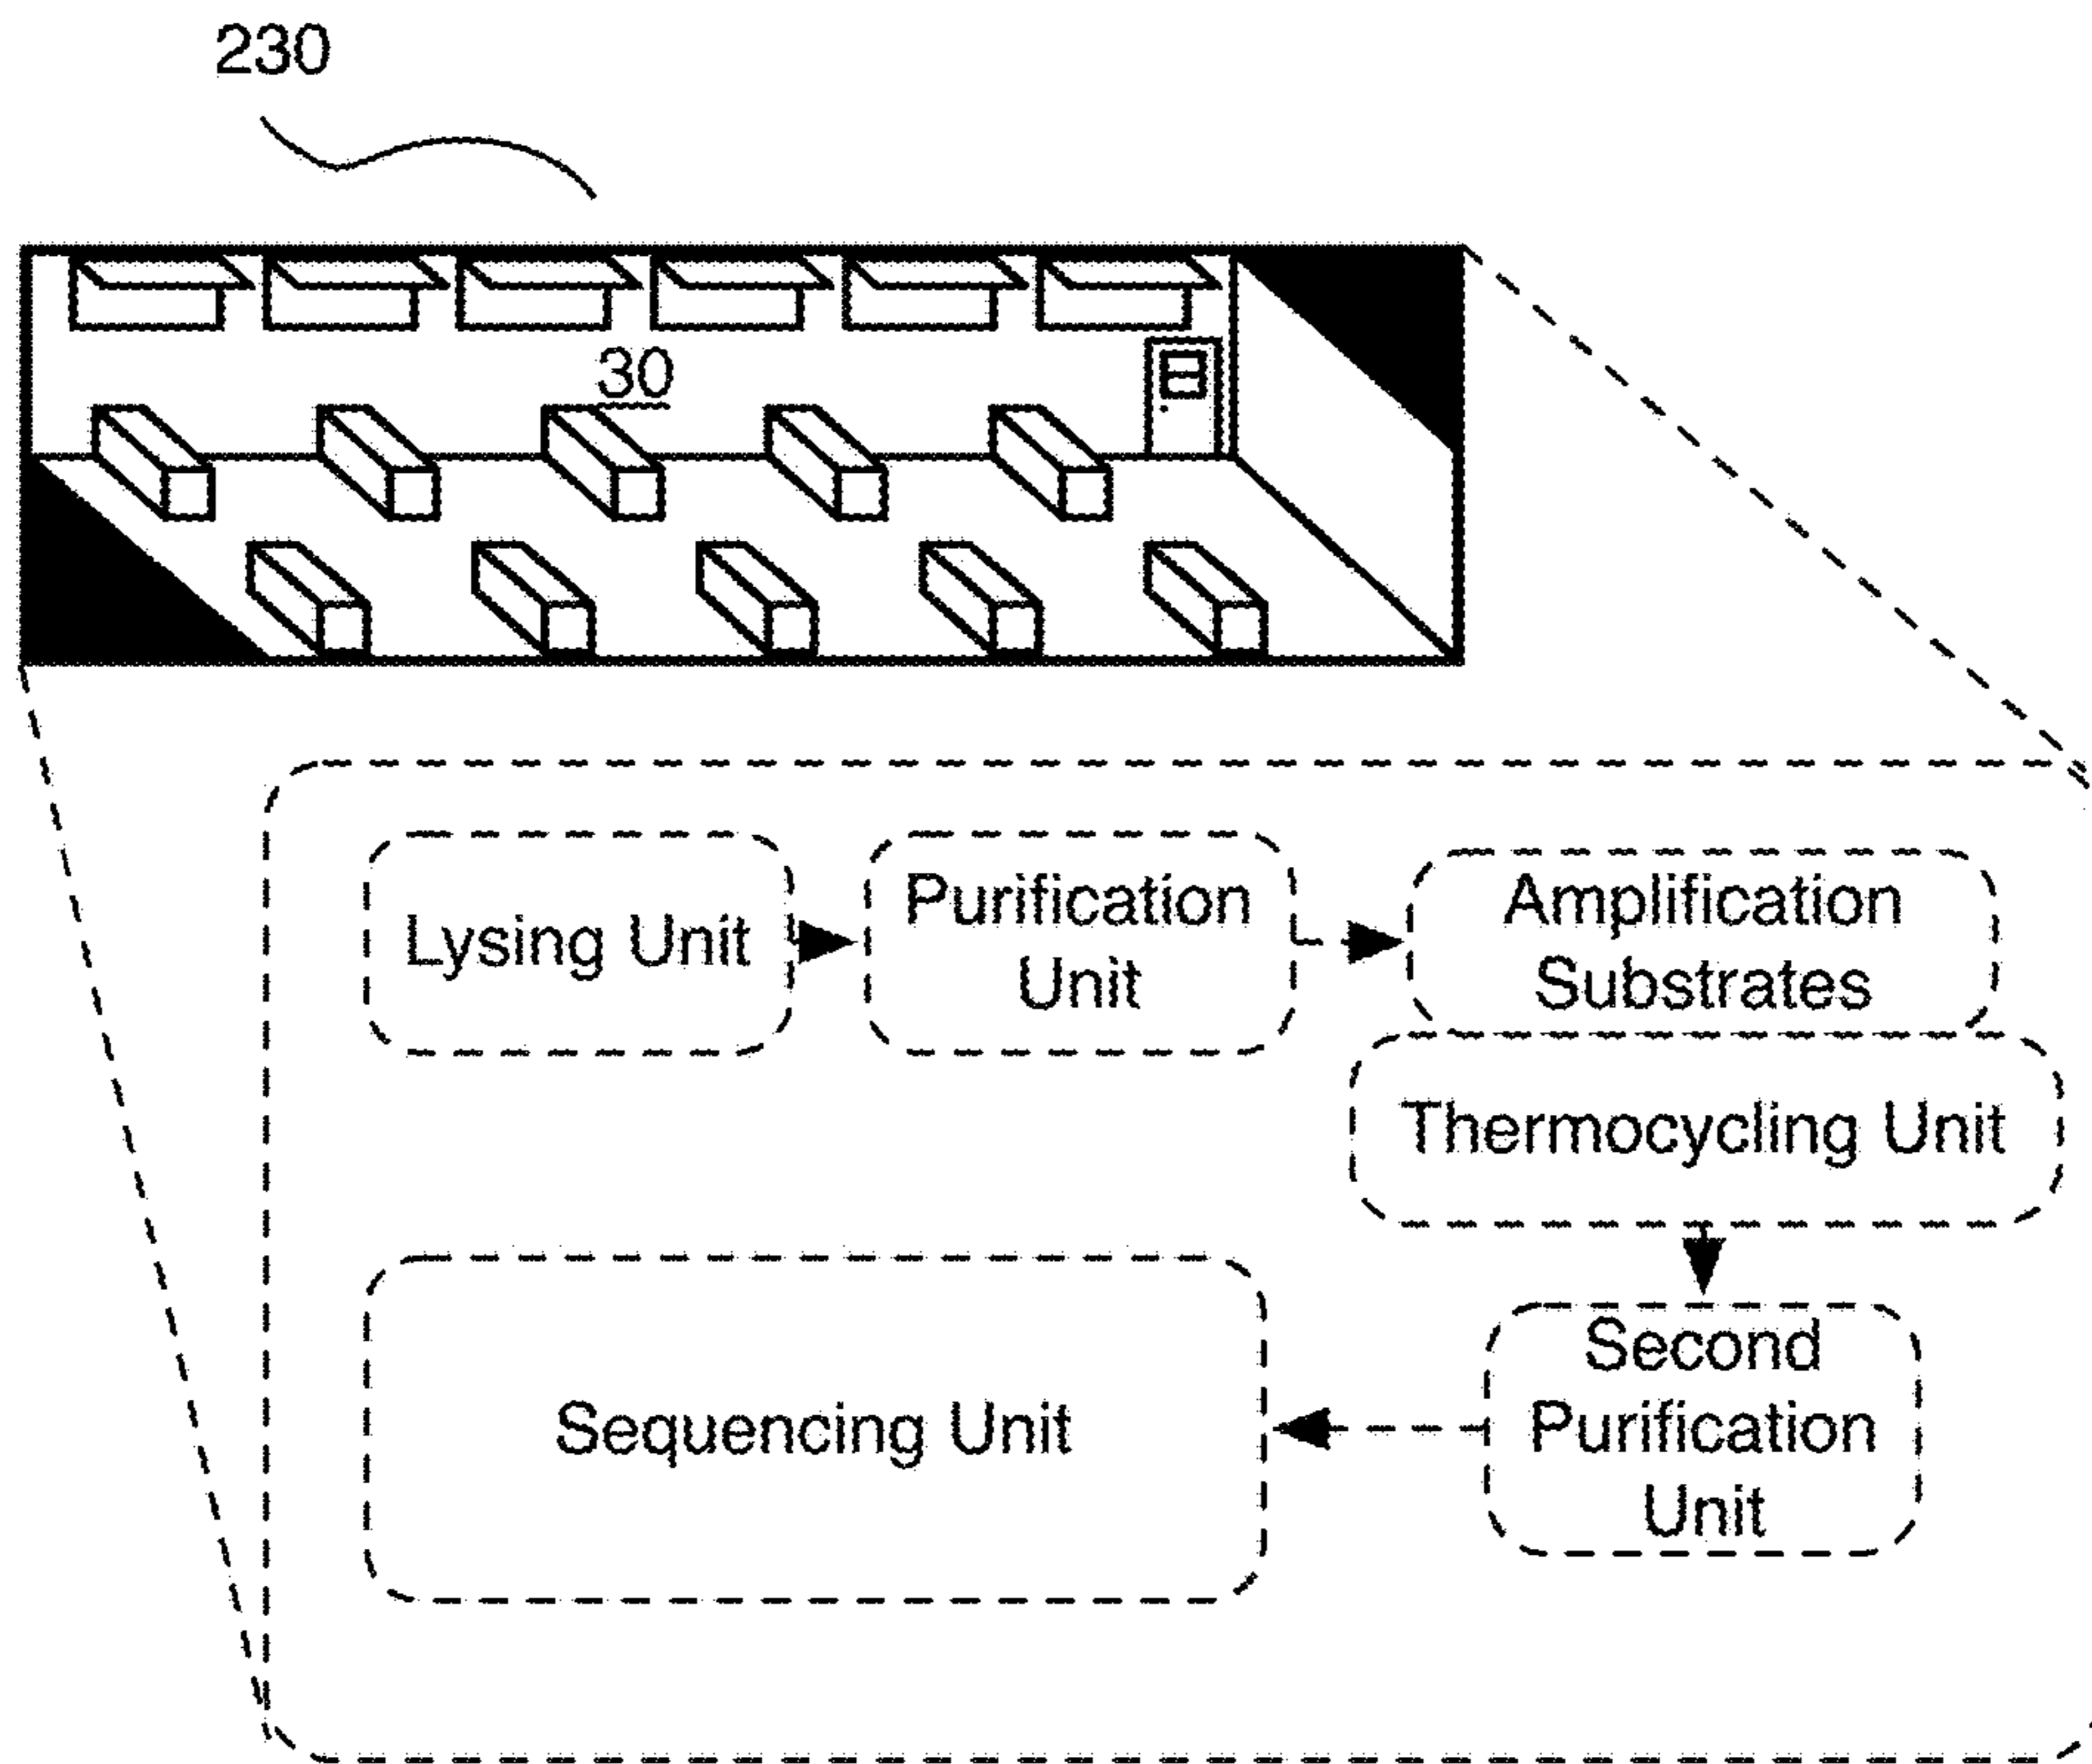 230
30
Lysing Unit
Purification
Unit
Amplification
Substrates
Thermocycling Unit
Second
Purification
Unit
Sequencing Unit